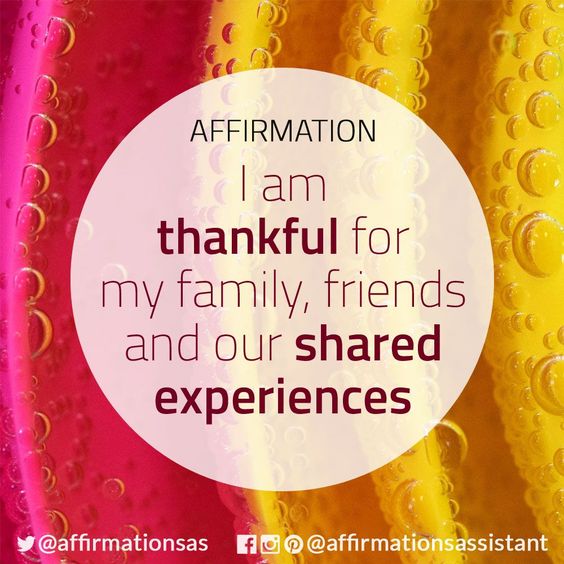 AFFIRMATION
I am
thankful for
my family, friends
and our shared
experiences
@affirmationsas @affirmationsassistant